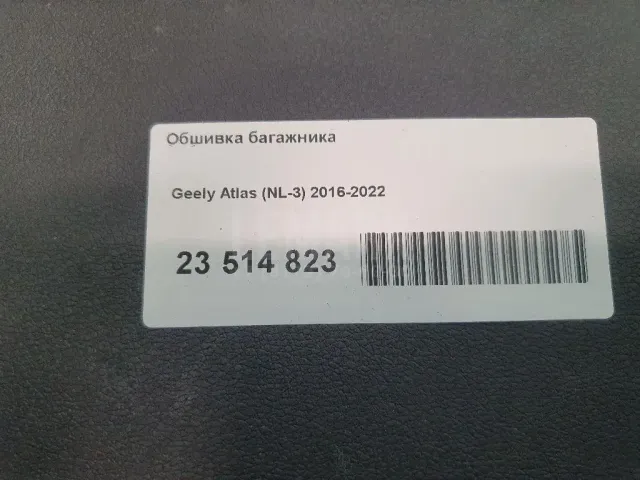 Обшивка багажника
Geely Atlas (NL-3) 2016-2022
23 514 823